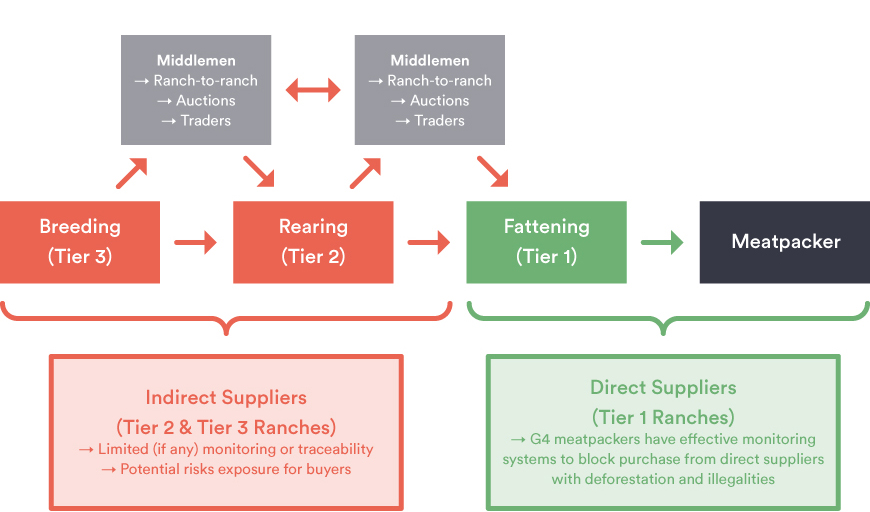 Middlemen
→ Ranch-to-ranch
→ Auctions
→ Traders
Middlemen
→ Ranch-to-ranch
→ Auctions
→ Traders
Breeding
(Tier 3)
Rearing
(Tier 2)
Fattening
(Tier 1)
Meatpacker
Indirect Suppliers
(Tier 2 & Tier 3 Ranches)
→ Limited (if any) monitoring or traceability
→ Potential risks exposure for buyers
Direct Suppliers
(Tier 1 Ranches)
→ G4 meatpackers have effective monitoring
systems to block purchase from direct suppliers
with deforestation and illegalities